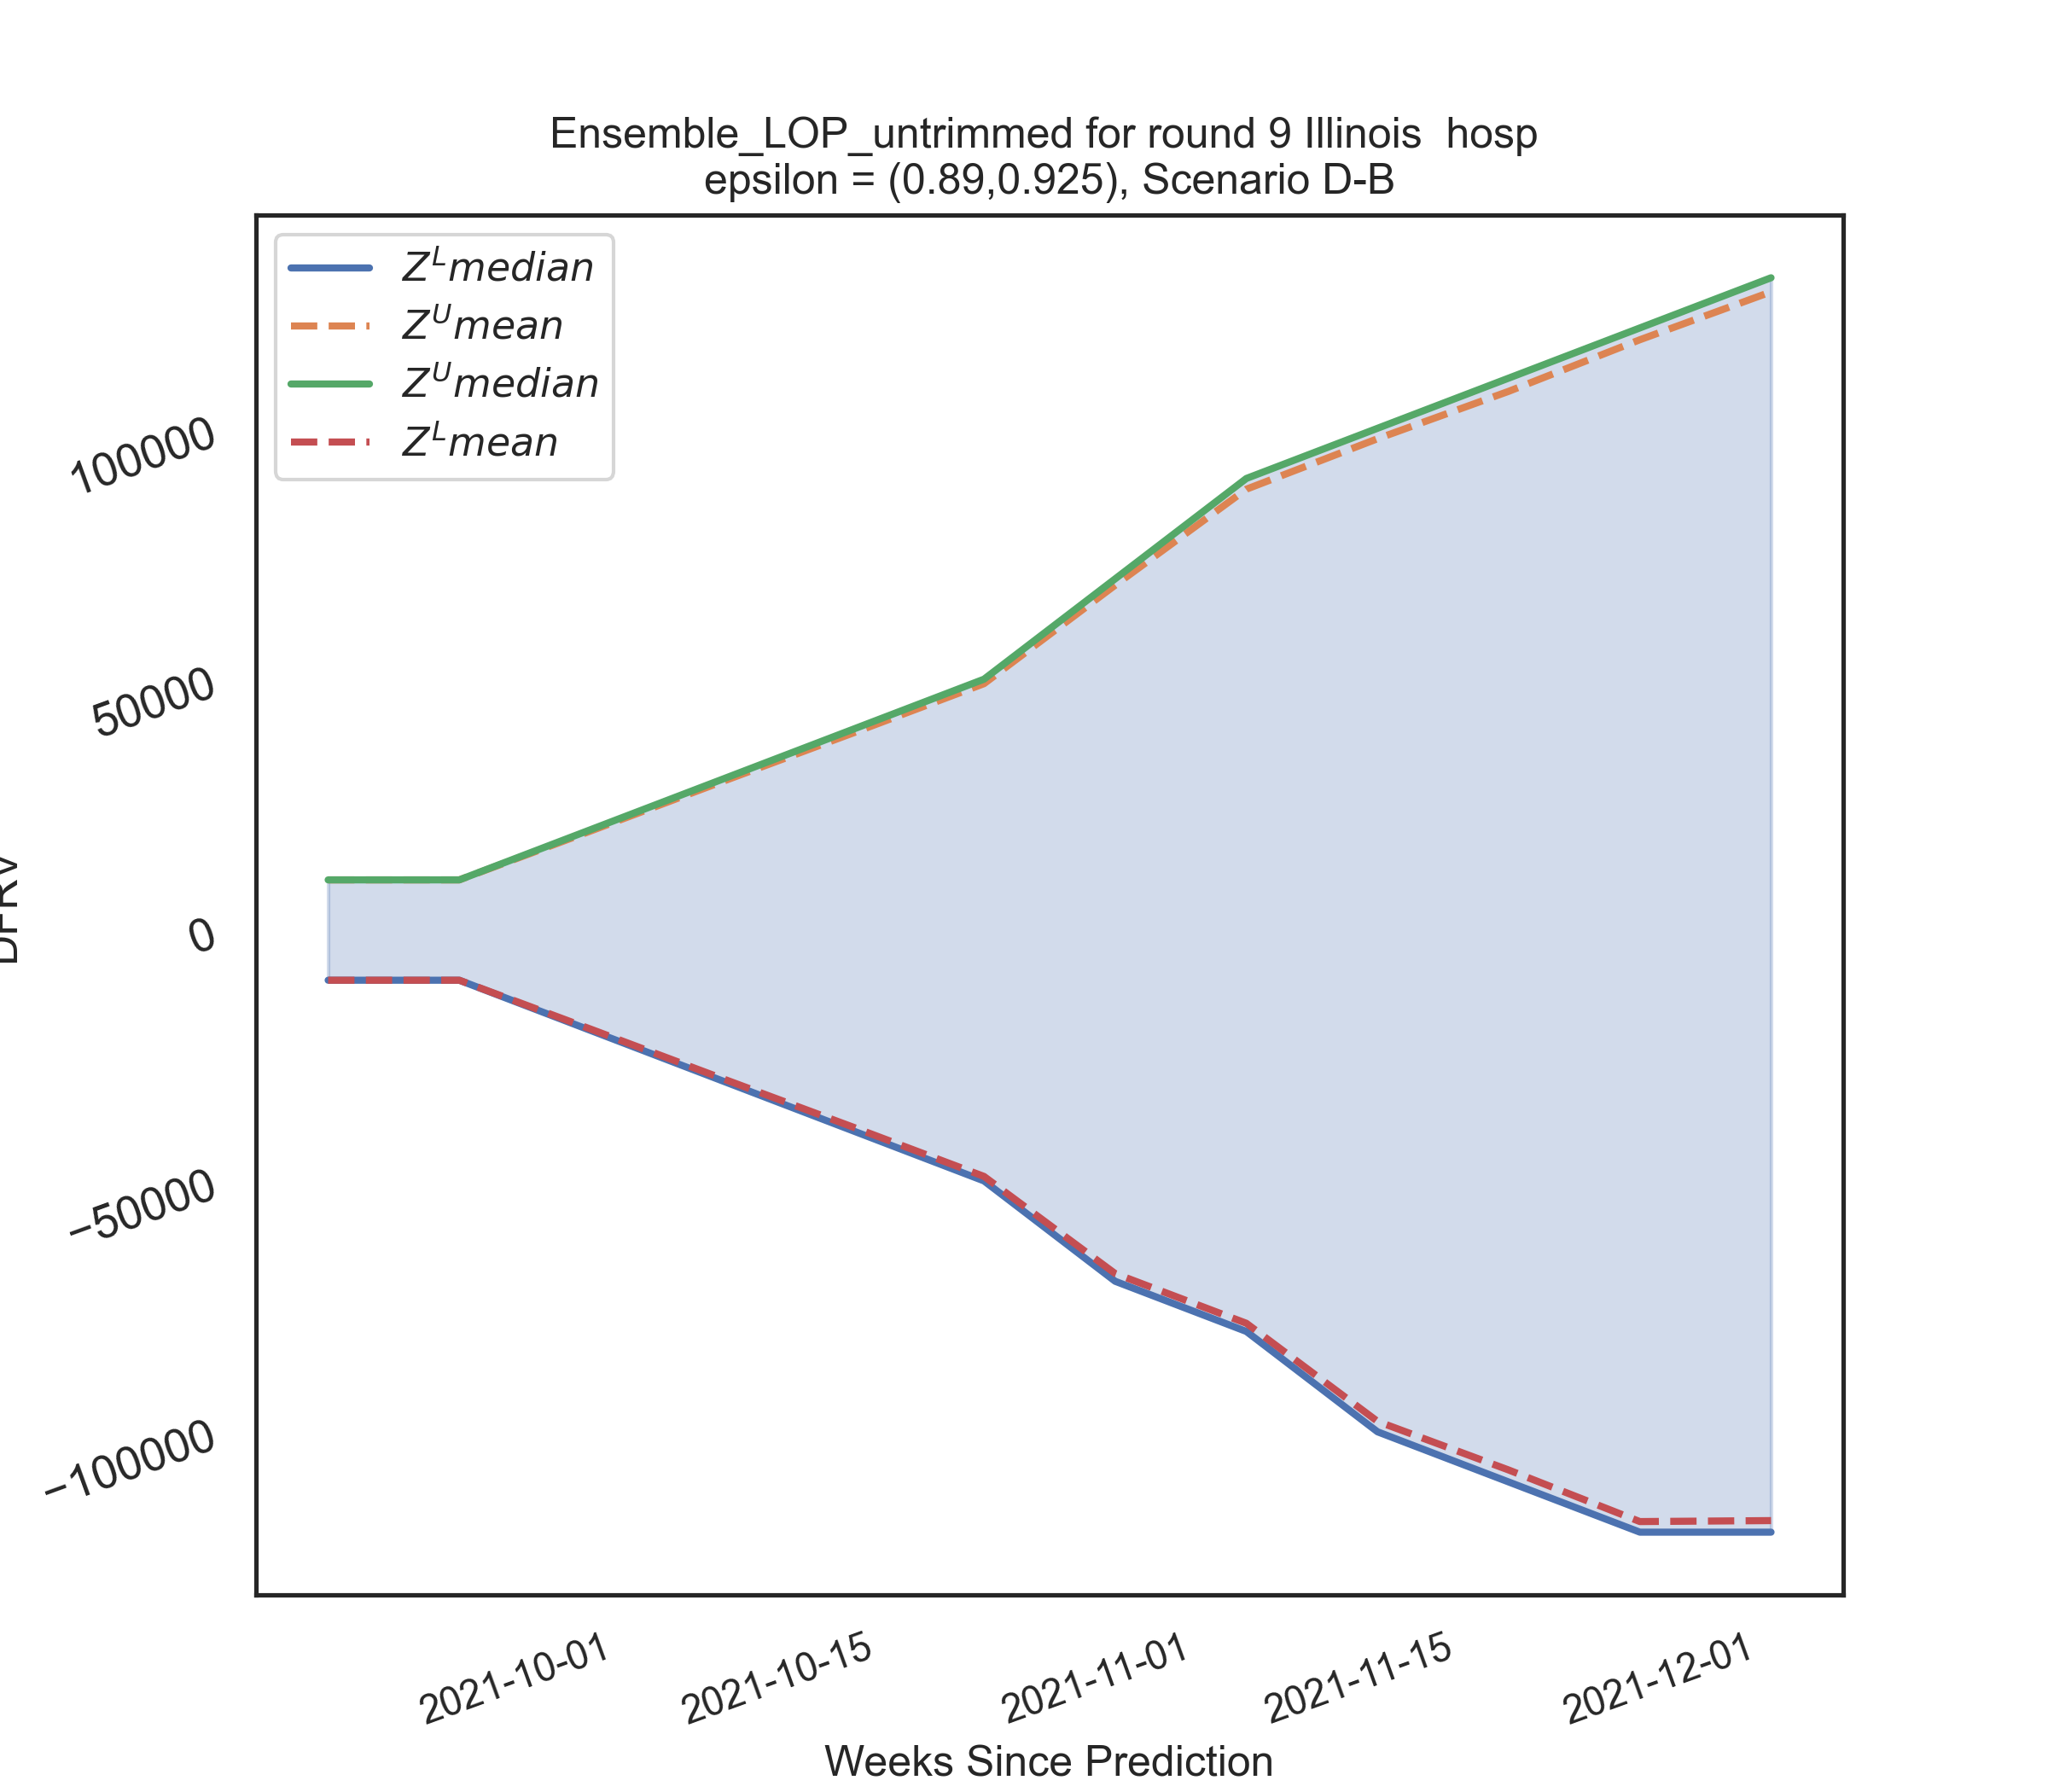 Ensemble_LOP_untrimmed for round 9 Illinois  hosp
epsilon = (0.89,0.925), Scenario D-B
Z^L median
Z^U mean
Z^U median
Z^L mean
100000
50000
0
−50000
−100000
2021-10-01
2021-10-15
2021-11-01
2021-11-15
2021-12-01
Weeks Since Prediction